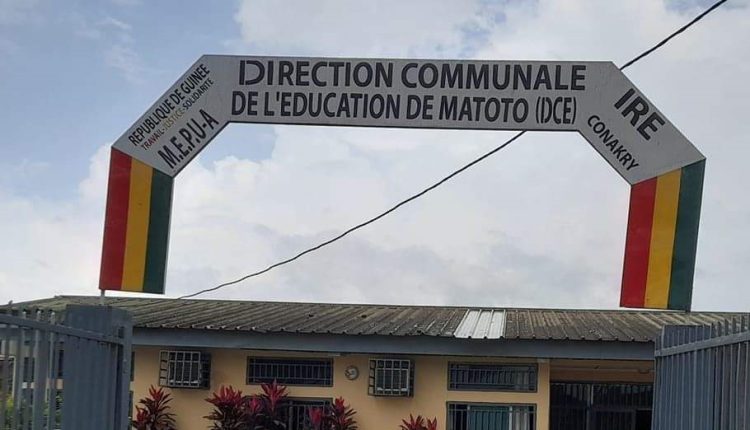 REPUBLIQUE DE GUINEE
TRAVAIL-JUSTICE-SOLIDARITE
M.E.P.U-A
DIRECTION COMMUNALE
DE L'EDUCATION DE MATOTO (DCE)
IRE
CONAKRY